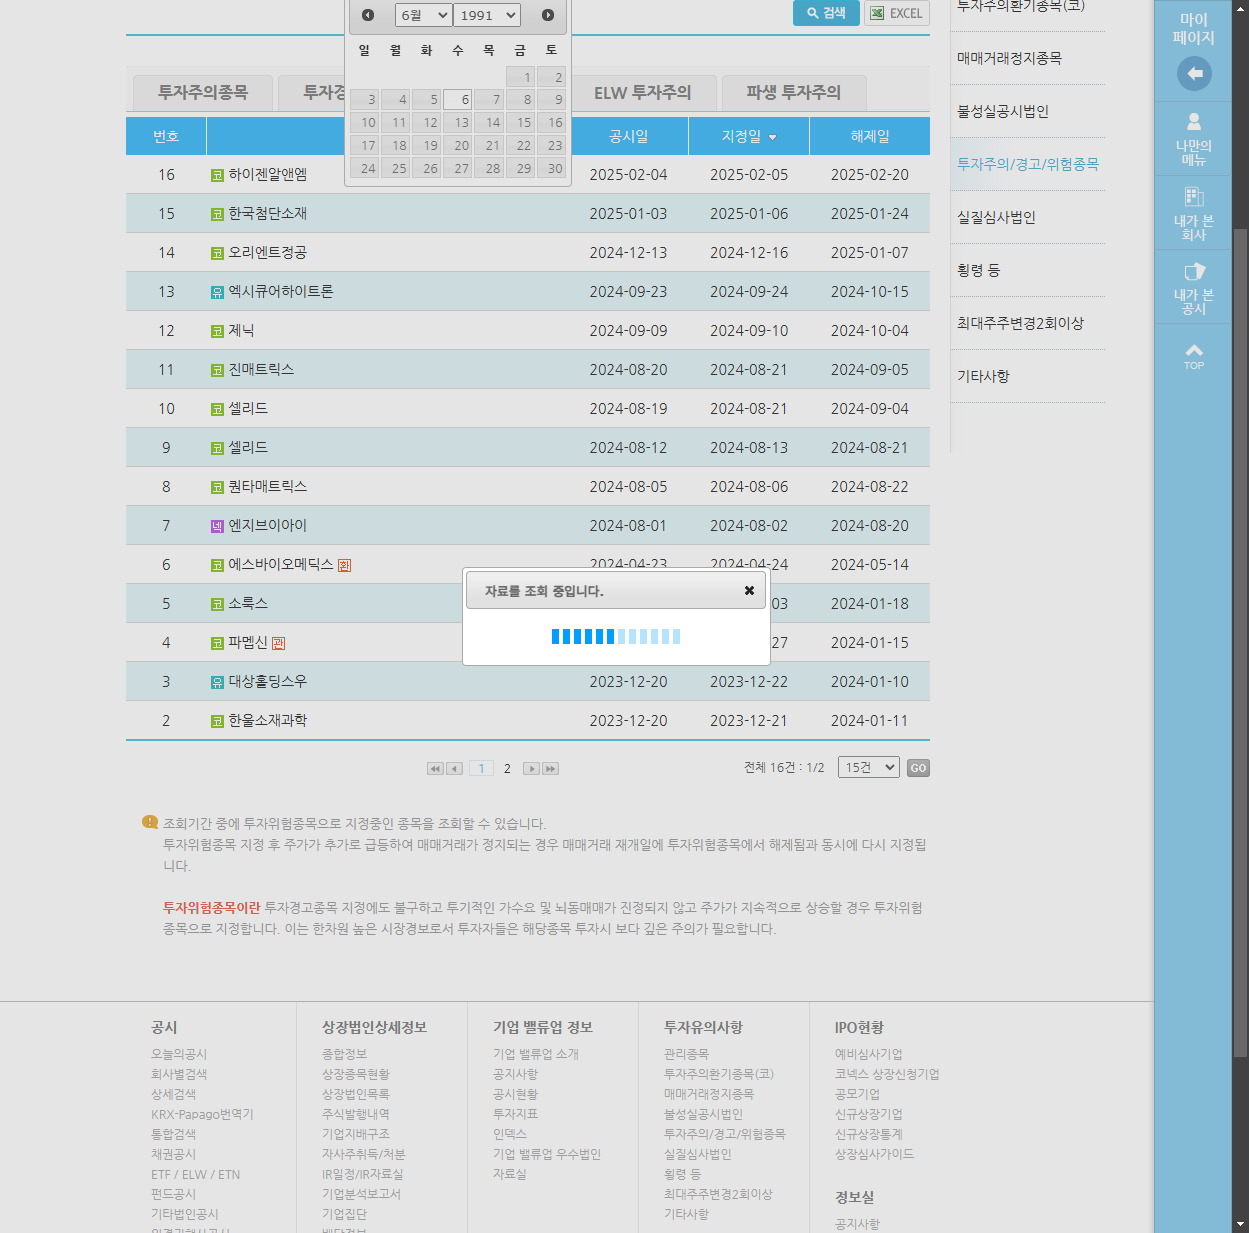 6월 1991
검색 EXCEL
일 월 화 수 목 금 토
1 2
3 4 5 6 7 8 9
10 11 12 13 14 15 16
17 18 19 20 21 22 23
24 25 26 27 28 29 30
투자주의종목 투자경 ELW 투자주의 파생 투자주의
번호 공시일 지정일 해제일
16 코 하이젠알앤엠 2025-02-04 2025-02-05 2025-02-20
15 코 한국첨단소재 2025-01-03 2025-01-06 2025-01-24
14 코 오리엔트정공 2024-12-13 2024-12-16 2025-01-07
13 유 엑시큐어하이트론 2024-09-23 2024-09-24 2024-10-15
12 코 제닉 2024-09-09 2024-09-10 2024-10-04
11 코 진매트릭스 2024-08-20 2024-08-21 2024-09-05
10 코 셀리드 2024-08-19 2024-08-21 2024-09-04
9 코 셀리드 2024-08-12 2024-08-13 2024-08-21
8 코 퀀타매트릭스 2024-08-05 2024-08-06 2024-08-22
7 넥 엔지브이아이 2024-08-01 2024-08-02 2024-08-20
6 코 에스바이오메딕스 환 2024-04-23 2024-04-24 2024-05-14
5 코 소룩스 03 2024-01-18
4 코 파멥신 관 27 2024-01-15
3 유 대상홀딩스우 2023-12-20 2023-12-22 2024-01-10
2 코 한울소재과학 2023-12-20 2023-12-21 2024-01-11
자료를 조회 중입니다.
1 2 전체 16건 : 1/2 15건 GO
조회기간 중에 투자위험종목으로 지정중인 종목을 조회할 수 있습니다.
투자위험종목 지정 후 주가가 추가로 급등하여 매매거래가 정지되는 경우 매매거래 재개일에 투자위험종목에서 해제됨과 동시에 다시 지정됩
니다.
투자위험종목이란 투자경고종목 지정에도 불구하고 투기적인 가수요 및 뇌동매매가 진정되지 않고 주가가 지속적으로 상승할 경우 투자위험
종목으로 지정합니다. 이는 한차원 높은 시장경보로서 투자자들은 해당종목 투자시 보다 깊은 주의가 필요합니다.
투자주의환기종목(코)
매매거래정지종목
불성실공시법인
투자주의/경고/위험종목
실질심사법인
횡령 등
최대주주변경2회이상
기타사항
마이
페이지
나만의
메뉴
내가 본
회사
내가 본
공시
TOP
공시
오늘의공시
회사별검색
상세검색
KRX-Papago번역기
통합검색
채권공시
ETF / ELW / ETN
펀드공시
기타법인공시
상장법인상세정보
종합정보
상장종목현황
상장법인목록
주식발행내역
기업지배구조
자사주취득/처분
IR일정/IR자료실
기업분석보고서
기업집단
배당정보
기업 밸류업 정보
기업 밸류업 소개
공지사항
공시현황
투자지표
인덱스
기업 밸류업 우수법인
자료실
투자유의사항
관리종목
투자주의환기종목(코)
매매거래정지종목
불성실공시법인
투자주의/경고/위험종목
실질심사법인
횡령 등
최대주주변경2회이상
기타사항
IPO현황
예비심사기업
코넥스 상장신청기업
공모기업
신규상장기업
신규상장통계
상장심사가이드
정보실
공지사항